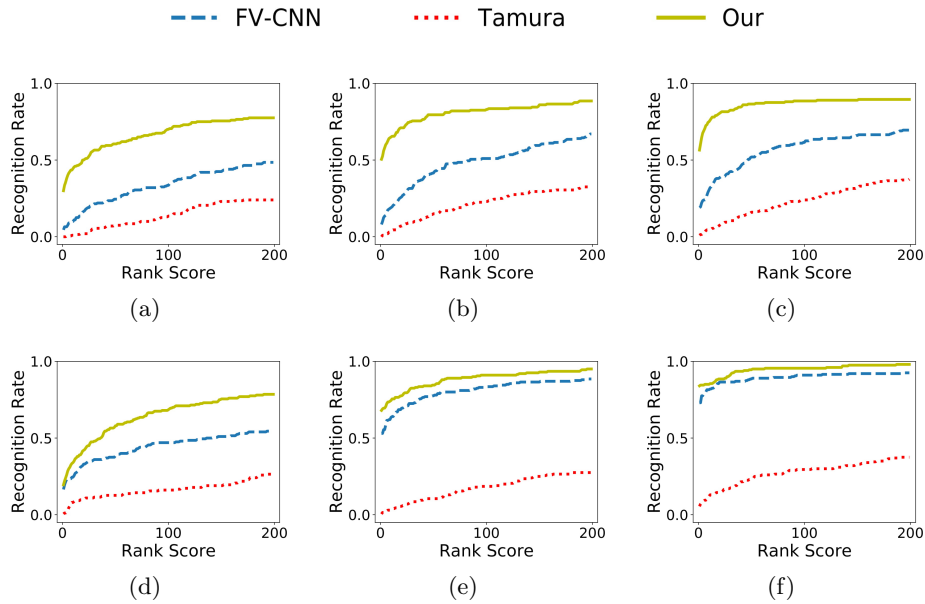 FV-CNN Tamura Our
1.0 1.0 1.0
Recognition Rate Recognition Rate Recognition Rate
0.5 0.5 0.5
0.0 0.0 0.0
0 100 200 0 100 200 0 100 200
Rank Score Rank Score Rank Score
(a) (b) (c)
1.0 1.0 1.0
Recognition Rate Recognition Rate Recognition Rate
0.5 0.5 0.5
0.0 0.0 0.0
0 100 200 0 100 200 0 100 200
Rank Score Rank Score Rank Score
(d) (e) (f)